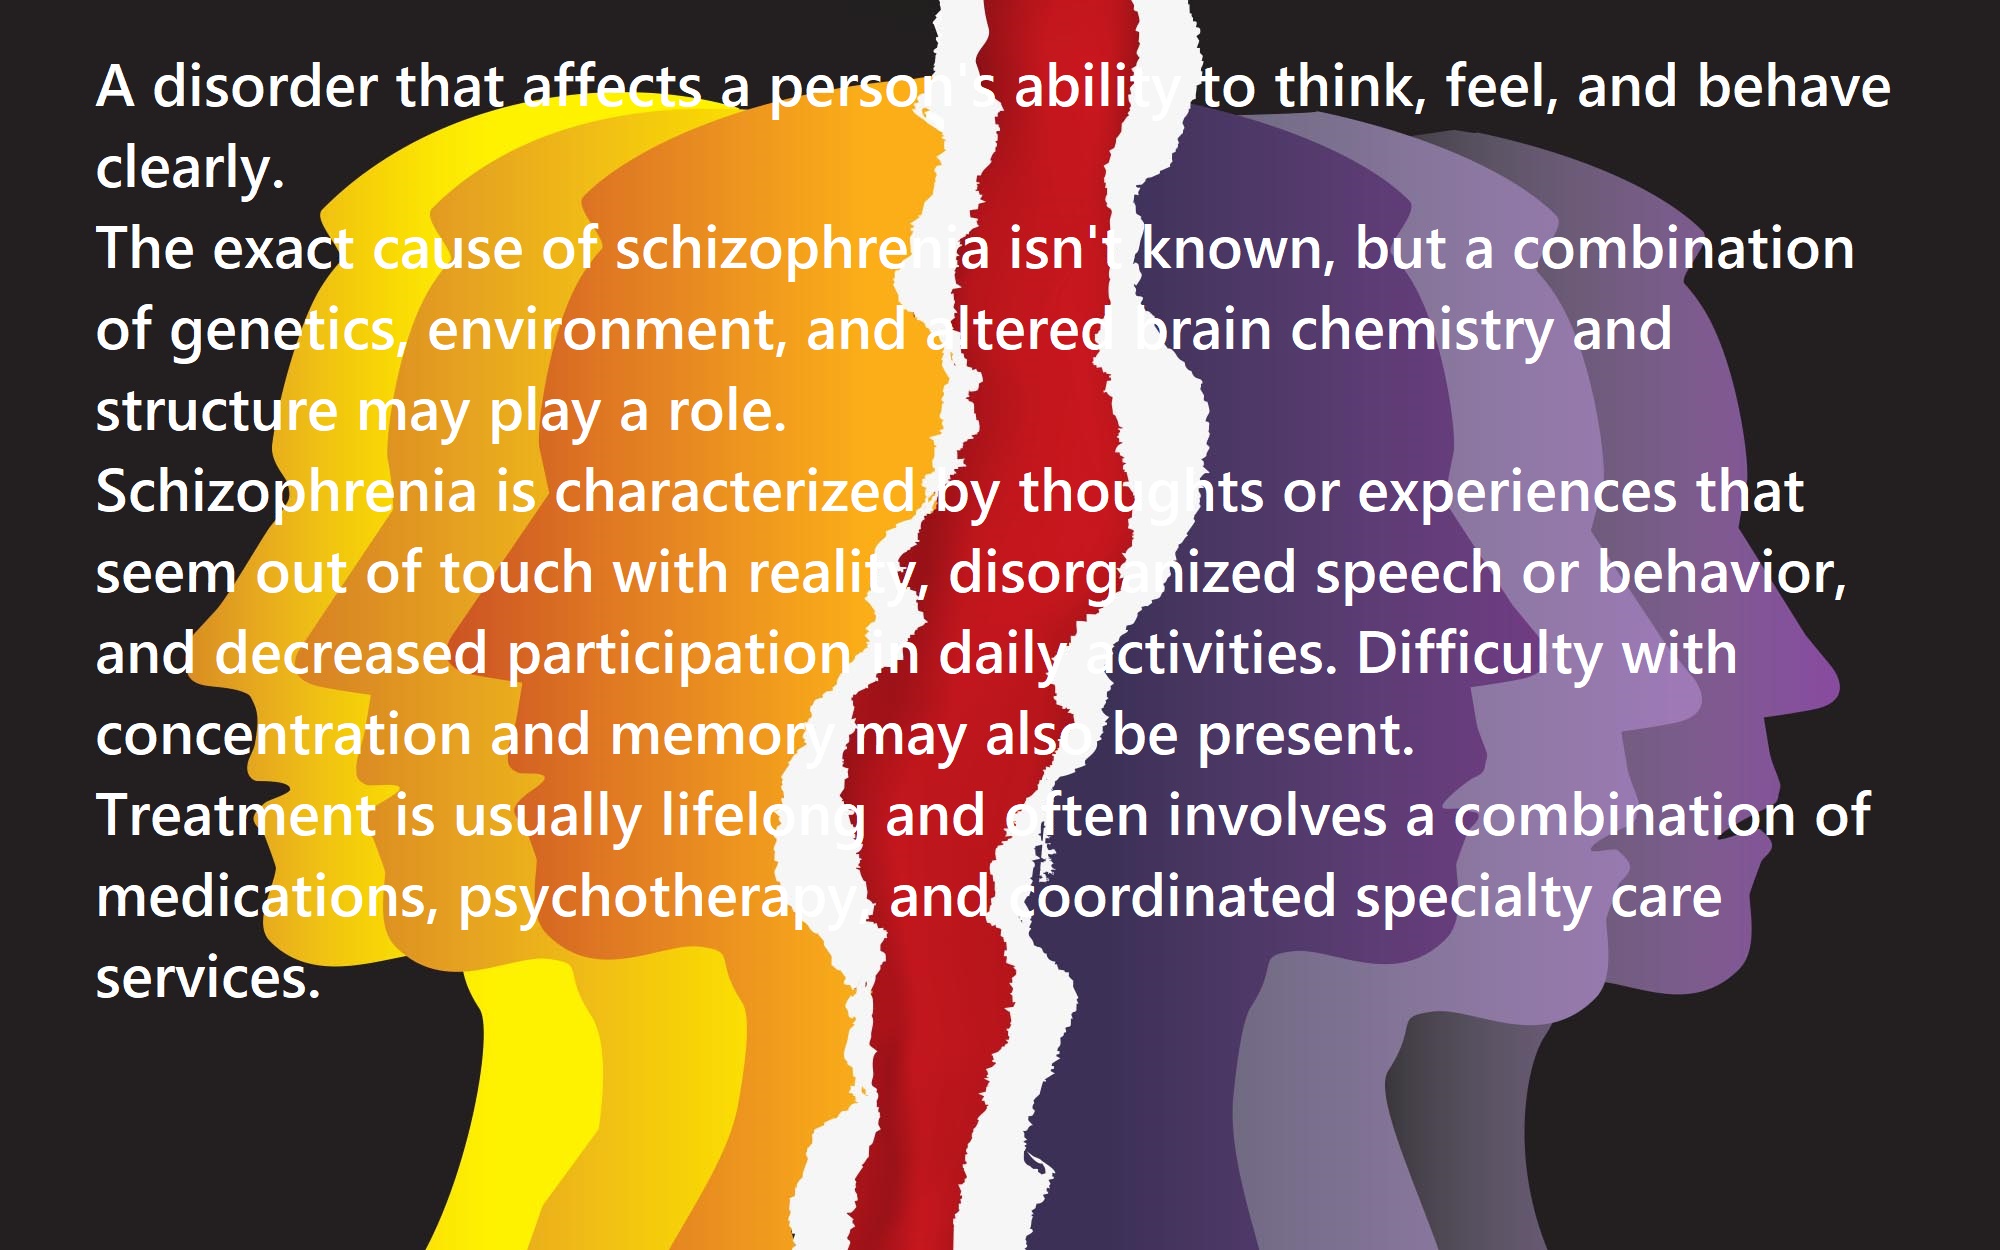 A disorder that affects a person's ability to think, feel, and behave
clearly.
The exact cause of schizophrenia isn't known, but a combination
of genetics, environment, and altered brain chemistry and
structure may play a role.
Schizophrenia is characterized by thoughts or experiences that
seem out of touch with reality, disorganized speech or behavior,
and decreased participation in daily activities. Difficulty with
concentration and memory may also be present.
Treatment is usually lifelong and often involves a combination of
medications, psychotherapy, and coordinated specialty care
services.